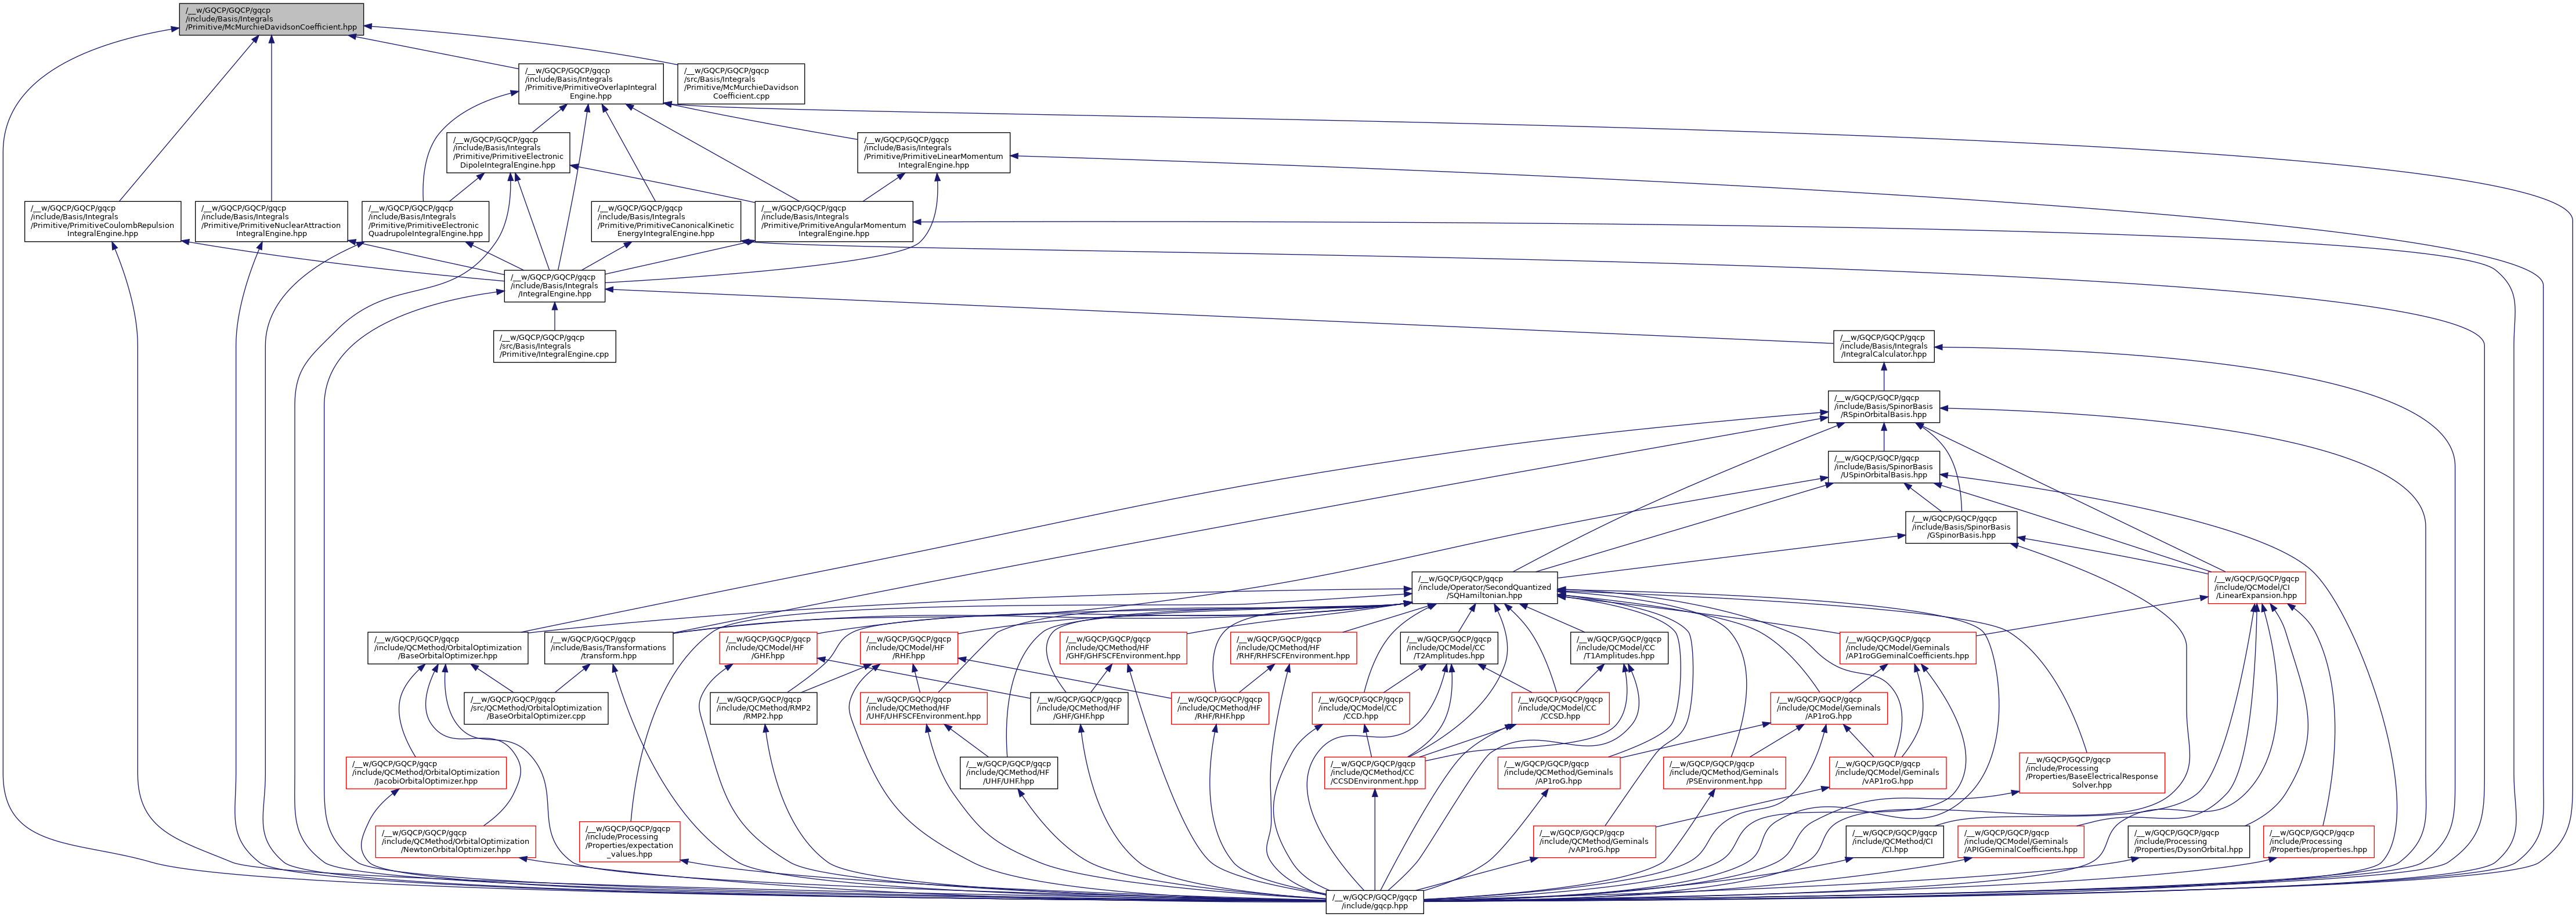 /__w/GQCP/GQCP/gqcp
/include/Basis/Integrals
/Primitive/McMurchieDavidsonCoefficient.hpp
/__w/GQCP/GQCP/gqcp
/include/Basis/Integrals
/Primitive/PrimitiveOverlapIntegral
Engine.hpp
/__w/GQCP/GQCP/gqcp
/src/Basis/Integrals
/Primitive/McMurchieDavidson
Coefficient.cpp
/__w/GQCP/GQCP/gqcp
/include/Basis/Integrals
/Primitive/PrimitiveElectronic
DipoleIntegralEngine.hpp
/__w/GQCP/GQCP/gqcp
/include/Basis/Integrals
/Primitive/PrimitiveLinearMomentum
IntegralEngine.hpp
/__w/GQCP/GQCP/gqcp
/include/Basis/Integrals
/Primitive/PrimitiveCoulombRepulsion
IntegralEngine.hpp
/__w/GQCP/GQCP/gqcp
/include/Basis/Integrals
/Primitive/PrimitiveNuclearAttraction
IntegralEngine.hpp
/__w/GQCP/GQCP/gqcp
/include/Basis/Integrals
/Primitive/PrimitiveElectronic
QuadrupoleIntegralEngine.hpp
/__w/GQCP/GQCP/gqcp
/include/Basis/Integrals
/Primitive/PrimitiveCanonicalKinetic
EnergyIntegralEngine.hpp
/__w/GQCP/GQCP/gqcp
/include/Basis/Integrals
/Primitive/PrimitiveAngularMomentum
IntegralEngine.hpp
/__w/GQCP/GQCP/gqcp
/include/Basis/Integrals
/IntegralEngine.hpp
/__w/GQCP/GQCP/gqcp
/src/Basis/Integrals
/Primitive/IntegralEngine.cpp
/__w/GQCP/GQCP/gqcp
/include/Basis/Integrals
/IntegralCalculator.hpp
/__w/GQCP/GQCP/gqcp
/include/Basis/SpinorBasis
/RSpinOrbitalBasis.hpp
/__w/GQCP/GQCP/gqcp
/include/Basis/SpinorBasis
/USpinOrbitalBasis.hpp
/__w/GQCP/GQCP/gqcp
/include/Basis/SpinorBasis
/GSpinorBasis.hpp
/__w/GQCP/GQCP/gqcp
/include/Operator/SecondQuantized
/SQHamiltonian.hpp
/__w/GQCP/GQCP/gqcp
/include/QCModel/CI
/LinearExpansion.hpp
/__w/GQCP/GQCP/gqcp
/include/QCMethod/OrbitalOptimization
/BaseOrbitalOptimizer.hpp
/__w/GQCP/GQCP/gqcp
/include/Basis/Transformations
/transform.hpp
/__w/GQCP/GQCP/gqcp
/include/QCModel/HF
/GHF.hpp
/__w/GQCP/GQCP/gqcp
/include/QCModel/HF
/RHF.hpp
/__w/GQCP/GQCP/gqcp
/include/QCMethod/HF
/GHF/GHFSCFEnvironment.hpp
/__w/GQCP/GQCP/gqcp
/include/QCMethod/HF
/RHF/RHFSCFEnvironment.hpp
/__w/GQCP/GQCP/gqcp
/include/QCModel/CC
/T2Amplitudes.hpp
/__w/GQCP/GQCP/gqcp
/include/QCModel/CC
/T1Amplitudes.hpp
/__w/GQCP/GQCP/gqcp
/include/QCModel/Geminals
/AP1roGGeminalCoefficients.hpp
/__w/GQCP/GQCP/gqcp
/src/QCMethod/OrbitalOptimization
/BaseOrbitalOptimizer.cpp
/__w/GQCP/GQCP/gqcp
/include/QCMethod/RMP2
/RMP2.hpp
/__w/GQCP/GQCP/gqcp
/include/QCMethod/HF
/UHF/UHFSCFEnvironment.hpp
/__w/GQCP/GQCP/gqcp
/include/QCMethod/HF
/GHF/GHF.hpp
/__w/GQCP/GQCP/gqcp
/include/QCMethod/HF
/RHF/RHF.hpp
/__w/GQCP/GQCP/gqcp
/include/QCModel/CC
/CCD.hpp
/__w/GQCP/GQCP/gqcp
/include/QCModel/CC
/CCSD.hpp
/__w/GQCP/GQCP/gqcp
/include/QCModel/Geminals
/AP1roG.hpp
/__w/GQCP/GQCP/gqcp
/include/QCMethod/OrbitalOptimization
/JacobiOrbitalOptimizer.hpp
/__w/GQCP/GQCP/gqcp
/include/QCMethod/HF
/UHF/UHF.hpp
/__w/GQCP/GQCP/gqcp
/include/QCMethod/CC
/CCSDEnvironment.hpp
/__w/GQCP/GQCP/gqcp
/include/QCMethod/Geminals
/AP1roG.hpp
/__w/GQCP/GQCP/gqcp
/include/QCMethod/Geminals
/PSEnvironment.hpp
/__w/GQCP/GQCP/gqcp
/include/QCModel/Geminals
/vAP1roG.hpp
/__w/GQCP/GQCP/gqcp
/include/Processing
/Properties/BaseElectricalResponse
Solver.hpp
/__w/GQCP/GQCP/gqcp
/include/QCMethod/OrbitalOptimization
/NewtonOrbitalOptimizer.hpp
/__w/GQCP/GQCP/gqcp
/include/Processing
/Properties/expectation
_values.hpp
/__w/GQCP/GQCP/gqcp
/include/QCMethod/Geminals
/vAP1roG.hpp
/__w/GQCP/GQCP/gqcp
/include/QCMethod/CI
/CI.hpp
/__w/GQCP/GQCP/gqcp
/include/QCModel/Geminals
/APIGGeminalCoefficients.hpp
/__w/GQCP/GQCP/gqcp
/include/Processing
/Properties/DysonOrbital.hpp
/__w/GQCP/GQCP/gqcp
/include/Processing
/Properties/properties.hpp
/__w/GQCP/GQCP/gqcp
/include/gqcp.hpp